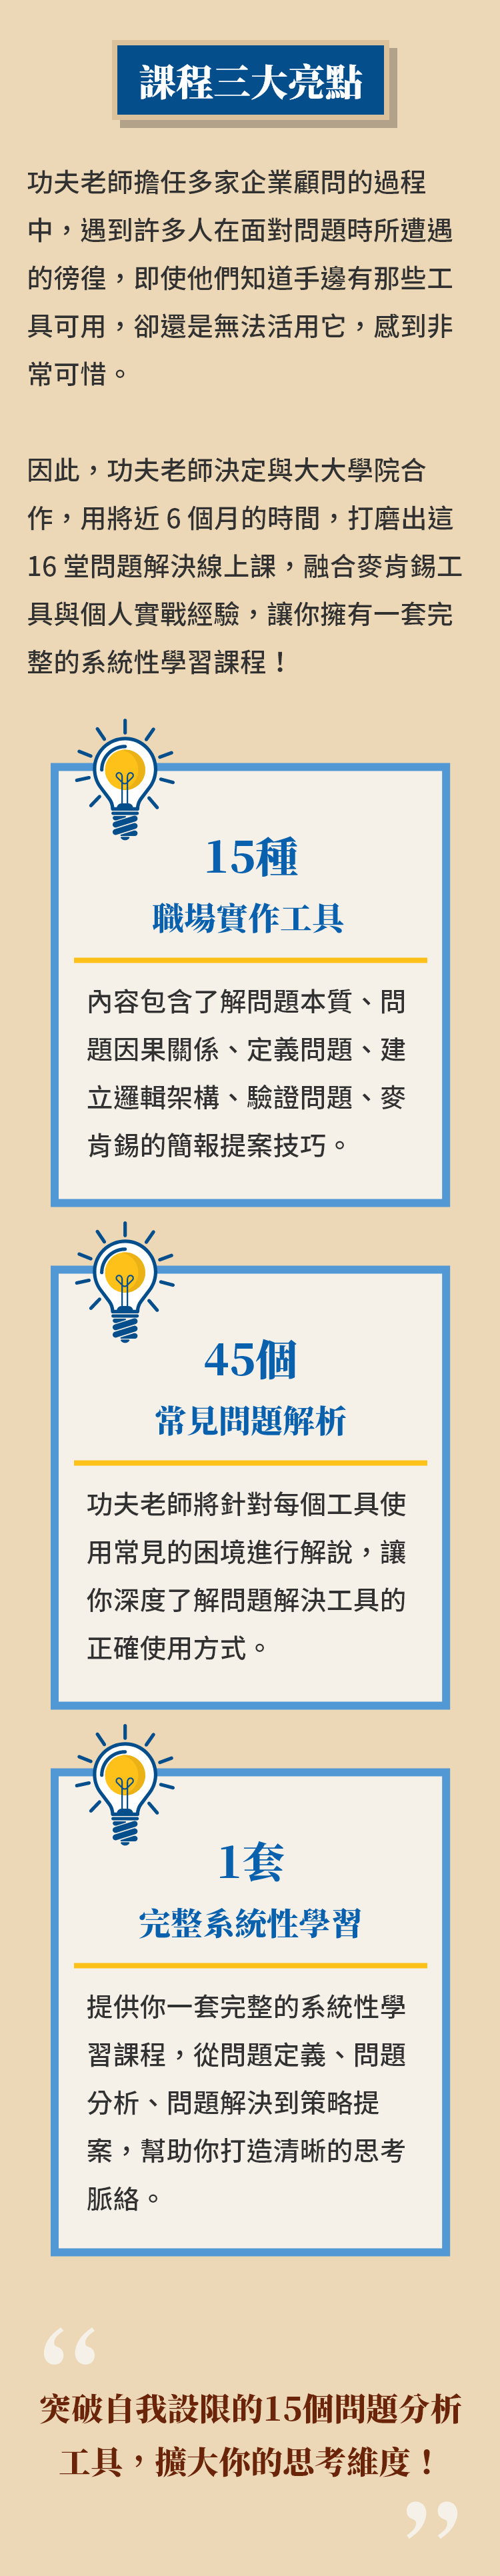 課程三大亮點
功夫老師擔任多家企業顧問的過程
中，遇到許多人在面對問題時所遭遇
的徬徨，即使他們知道手邊有那些工
具可用，卻還是無法活用它，感到非
常可惜。
因此，功夫老師決定與大大學院合
作，用將近 6 個月的時間，打磨出這
16 堂問題解決線上課，融合麥肯錫工
具與個人實戰經驗，讓你擁有一套完
整的系統性學習課程！
15種
職場實作工具
內容包含了解問題本質、問
題因果關係、定義問題、建
立邏輯架構、驗證問題、麥
肯錫的簡報提案技巧。
45個
常見問題解析
功夫老師將針對每個工具使
用常見的困境進行解說，讓
你深度了解問題解決工具的
正確使用方式。
1套
完整系統性學習
提供你一套完整的系統性學
習課程，從問題定義、問題
分析、問題解決到策略提
案，幫助你打造清晰的思考
脈絡。
“
突破自我設限的15個問題分析
工具，擴大你的思考維度！
”